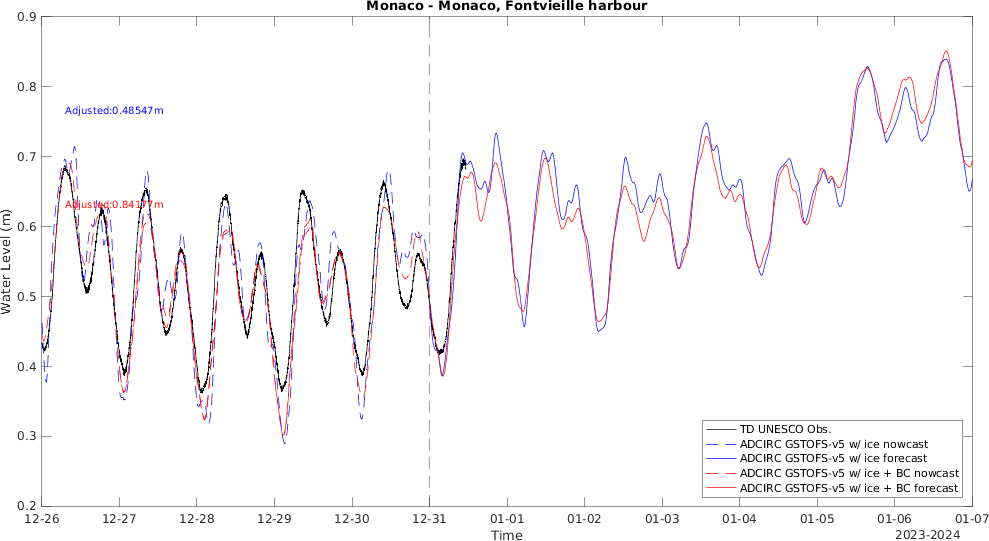 Monaco - Monaco, Fontvieille harbour
0.9
0.8
0.7
0.6
0.5
0.4
0.3
0.2
Water Level (m)
Adjusted:0.48547m
Adjusted:0.84177m
TD UNESCO Obs.
ADCIRC GSTOFS-v5 w/ ice nowcast
ADCIRC GSTOFS-v5 w/ ice forecast
ADCIRC GSTOFS-v5 w/ ice + BC nowcast
ADCIRC GSTOFS-v5 w/ ice + BC forecast
12-26 12-27 12-28 12-29 12-30 12-31 01-01 01-02 01-03 01-04 01-05 01-06 01-07
Time
2023-2024